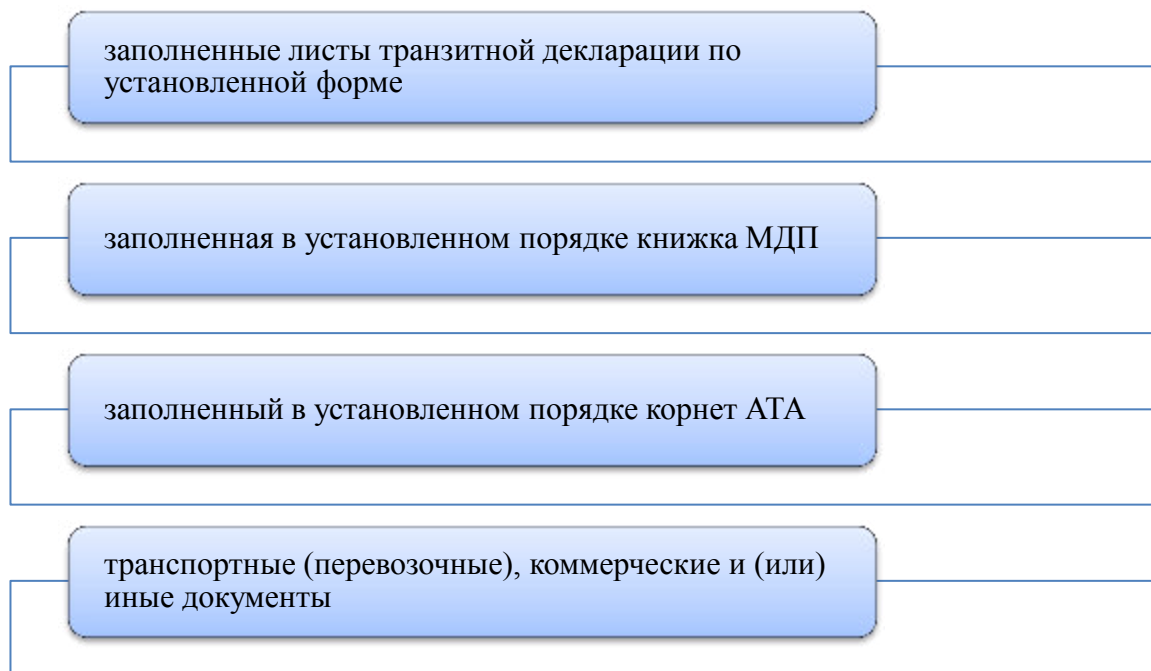 заполненные листы транзитной декларации по
установленной форме
заполненная в установленном порядке книжка МДП
заполненный в установленном порядке корнет АТА
транспортные (перевозочные), коммерческие и (или)
иные документы